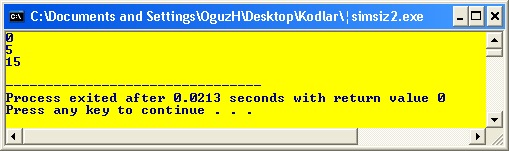 C:\Documents and Settings\OguzH\Desktop\Kodlar\¦simsiz2.exe
0
5
15
--------------------------------
Process exited after 0.0213 seconds with return value 0
Press any key to continue . . .